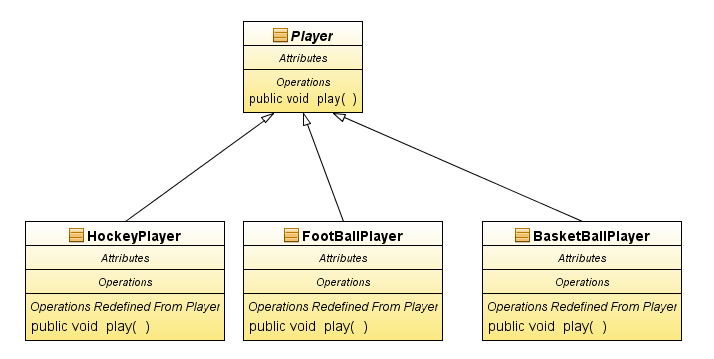 Player
Attributes
Operations
public void play( )
HockeyPlayer
Attributes
Operations
Operations Redefined From Player
public void play( )
FootBallPlayer
Attributes
Operations
Operations Redefined From Player
public void play( )
BasketBallPlayer
Attributes
Operations
Operations Redefined From Player
public void play( )